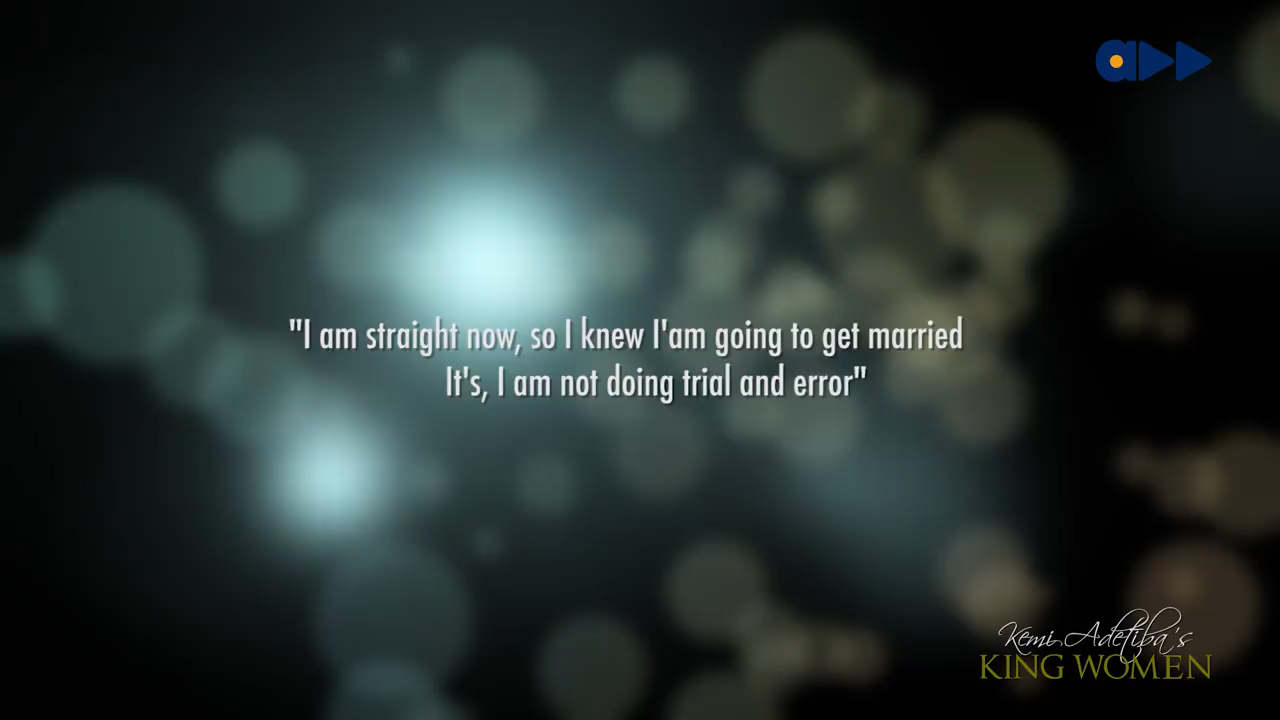 "I am straight now, so I knew I'am going to get married
It's, I am not doing trial and error"
Kemi Adetiba's
KING WOMEN